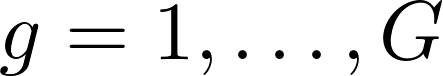 g = 1, . . . , G